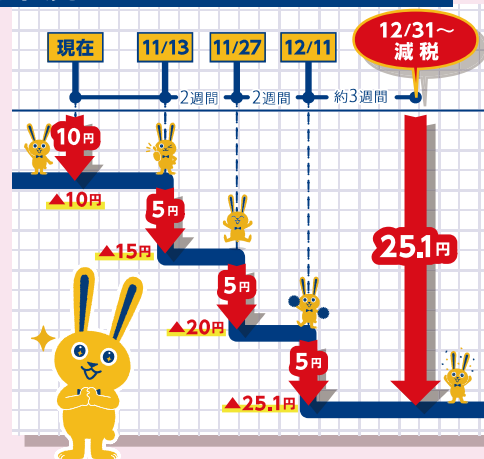 現在
11/13
11/27
12/11
12/31～
減税
2週間
2週間
約3週間
10円
▲10円
5円
▲15円
5円
▲20円
5円
▲25.1円
25.1円